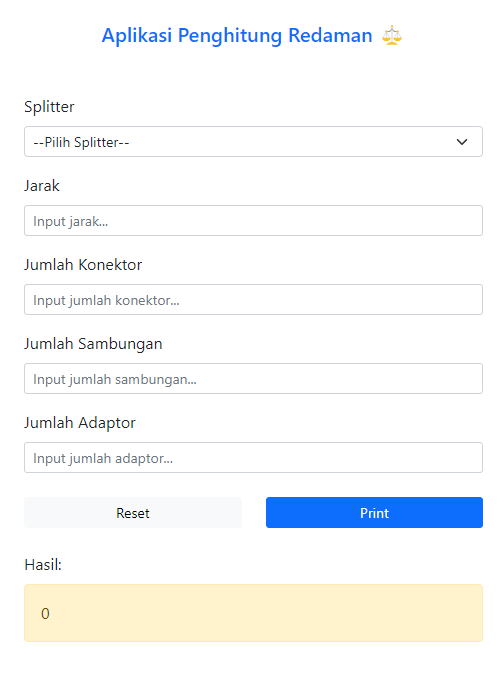 Aplikasi Penghitung Redaman ⚖️
Splitter
--Pilih Splitter--
Jarak
Input jarak...
Jumlah Konektor
Input jumlah konektor...
Jumlah Sambungan
Input jumlah sambungan...
Jumlah Adaptor
Input jumlah adaptor...
Reset
Print
Hasil:
0